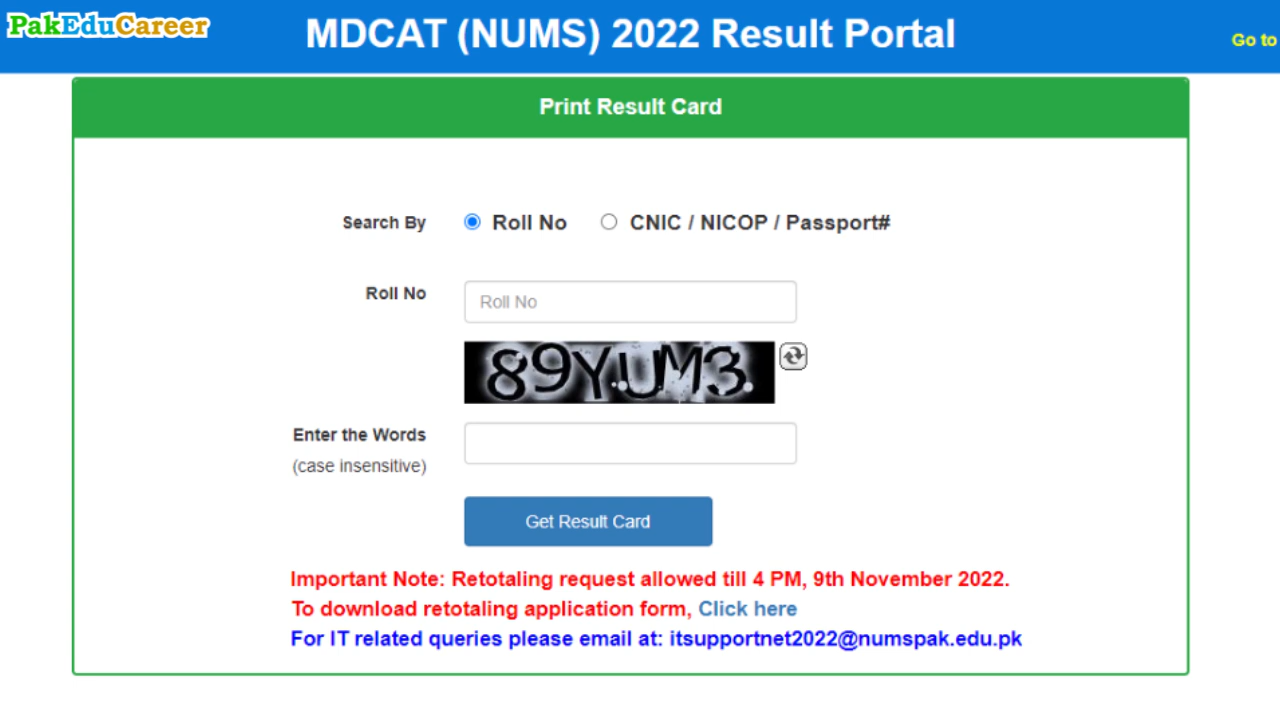 PakEduCareer
MDCAT (NUMS) 2022 Result Portal
Go to
Print Result Card
Search By
Roll No
CNIC / NICOP / Passport#
Roll No
Roll No
89YUM3
Enter the Words
(case insensitive)
Get Result Card
Important Note: Retotaling request allowed till 4 PM, 9th November 2022.
To download retotaling application form, Click here
For IT related queries please email at: itsupportnet2022@numspak.edu.pk